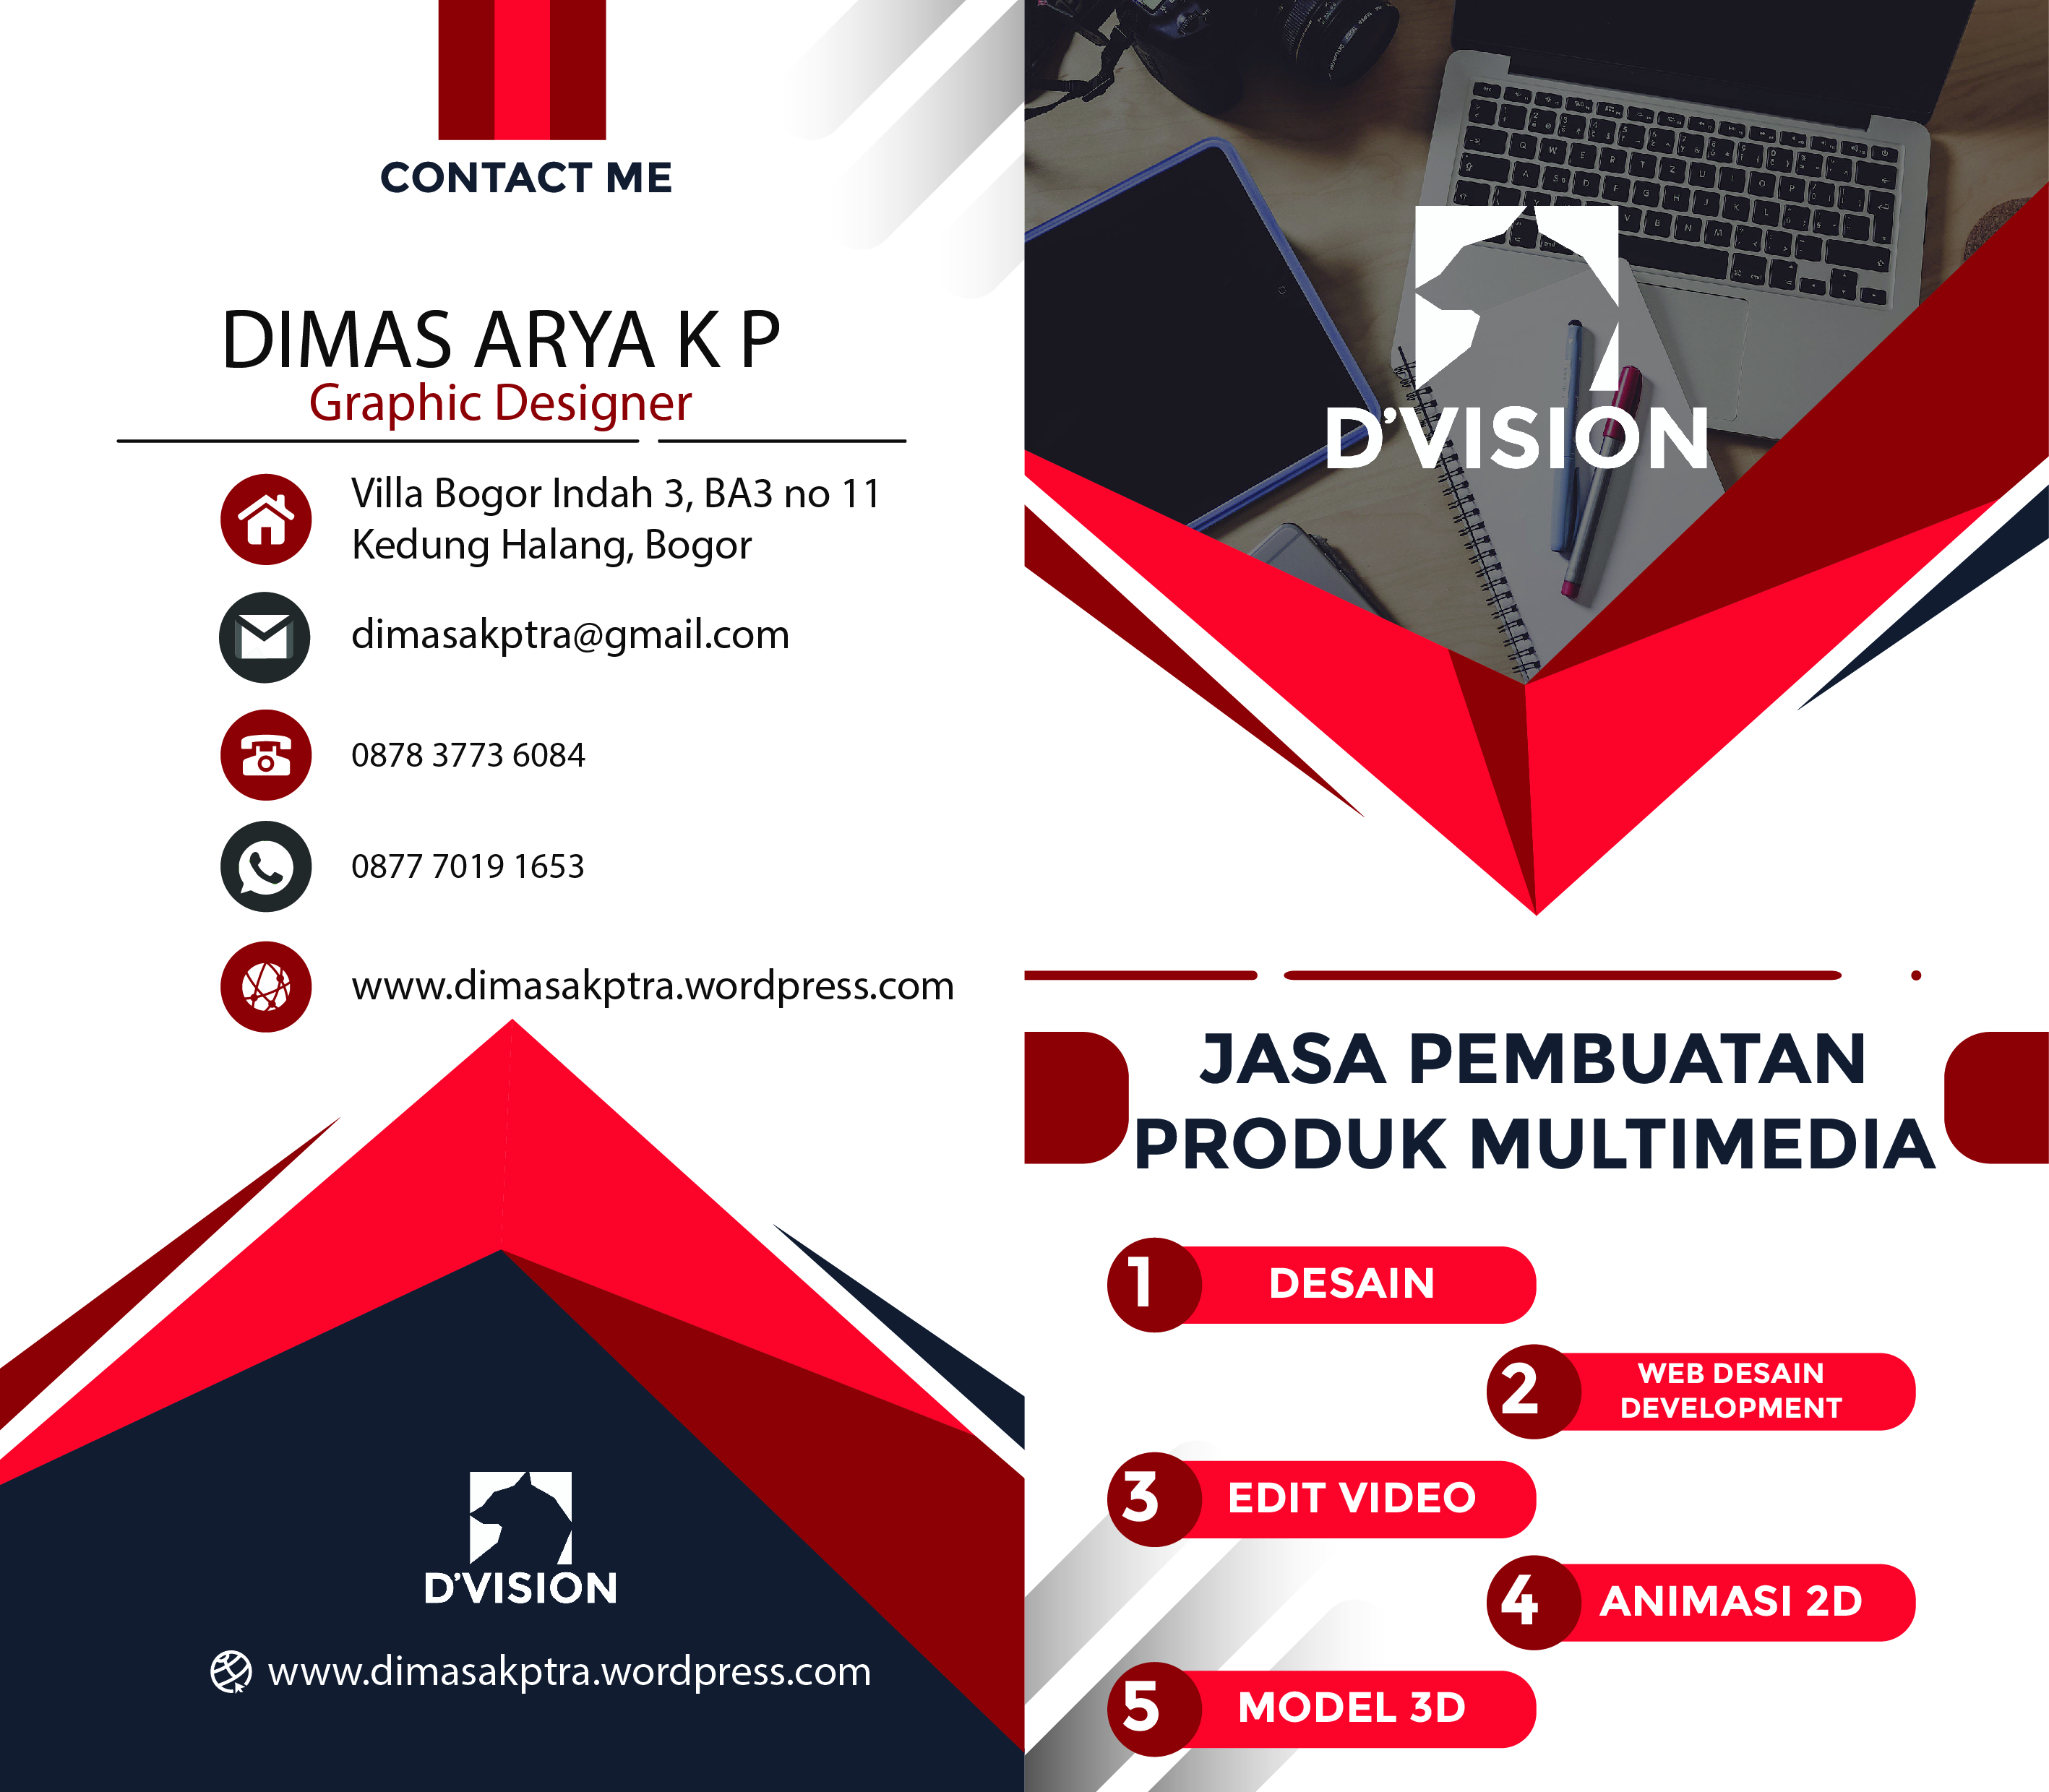 CONTACT ME
DIMAS ARYA K P
Graphic Designer
Villa Bogor Indah 3, BA3 no 11
Kedung Halang, Bogor
dimasakptra@gmail.com
0878 3773 6084
0877 7019 1653
www.dimasakptra.wordpress.com
D'VISION
www.dimasakptra.wordpress.com
D'VISION
JASA PEMBUATAN
PRODUK MULTIMEDIA
1 DESAIN
2 WEB DESAIN
DEVELOPMENT
3 EDIT VIDEO
4 ANIMASI 2D
5 MODEL 3D